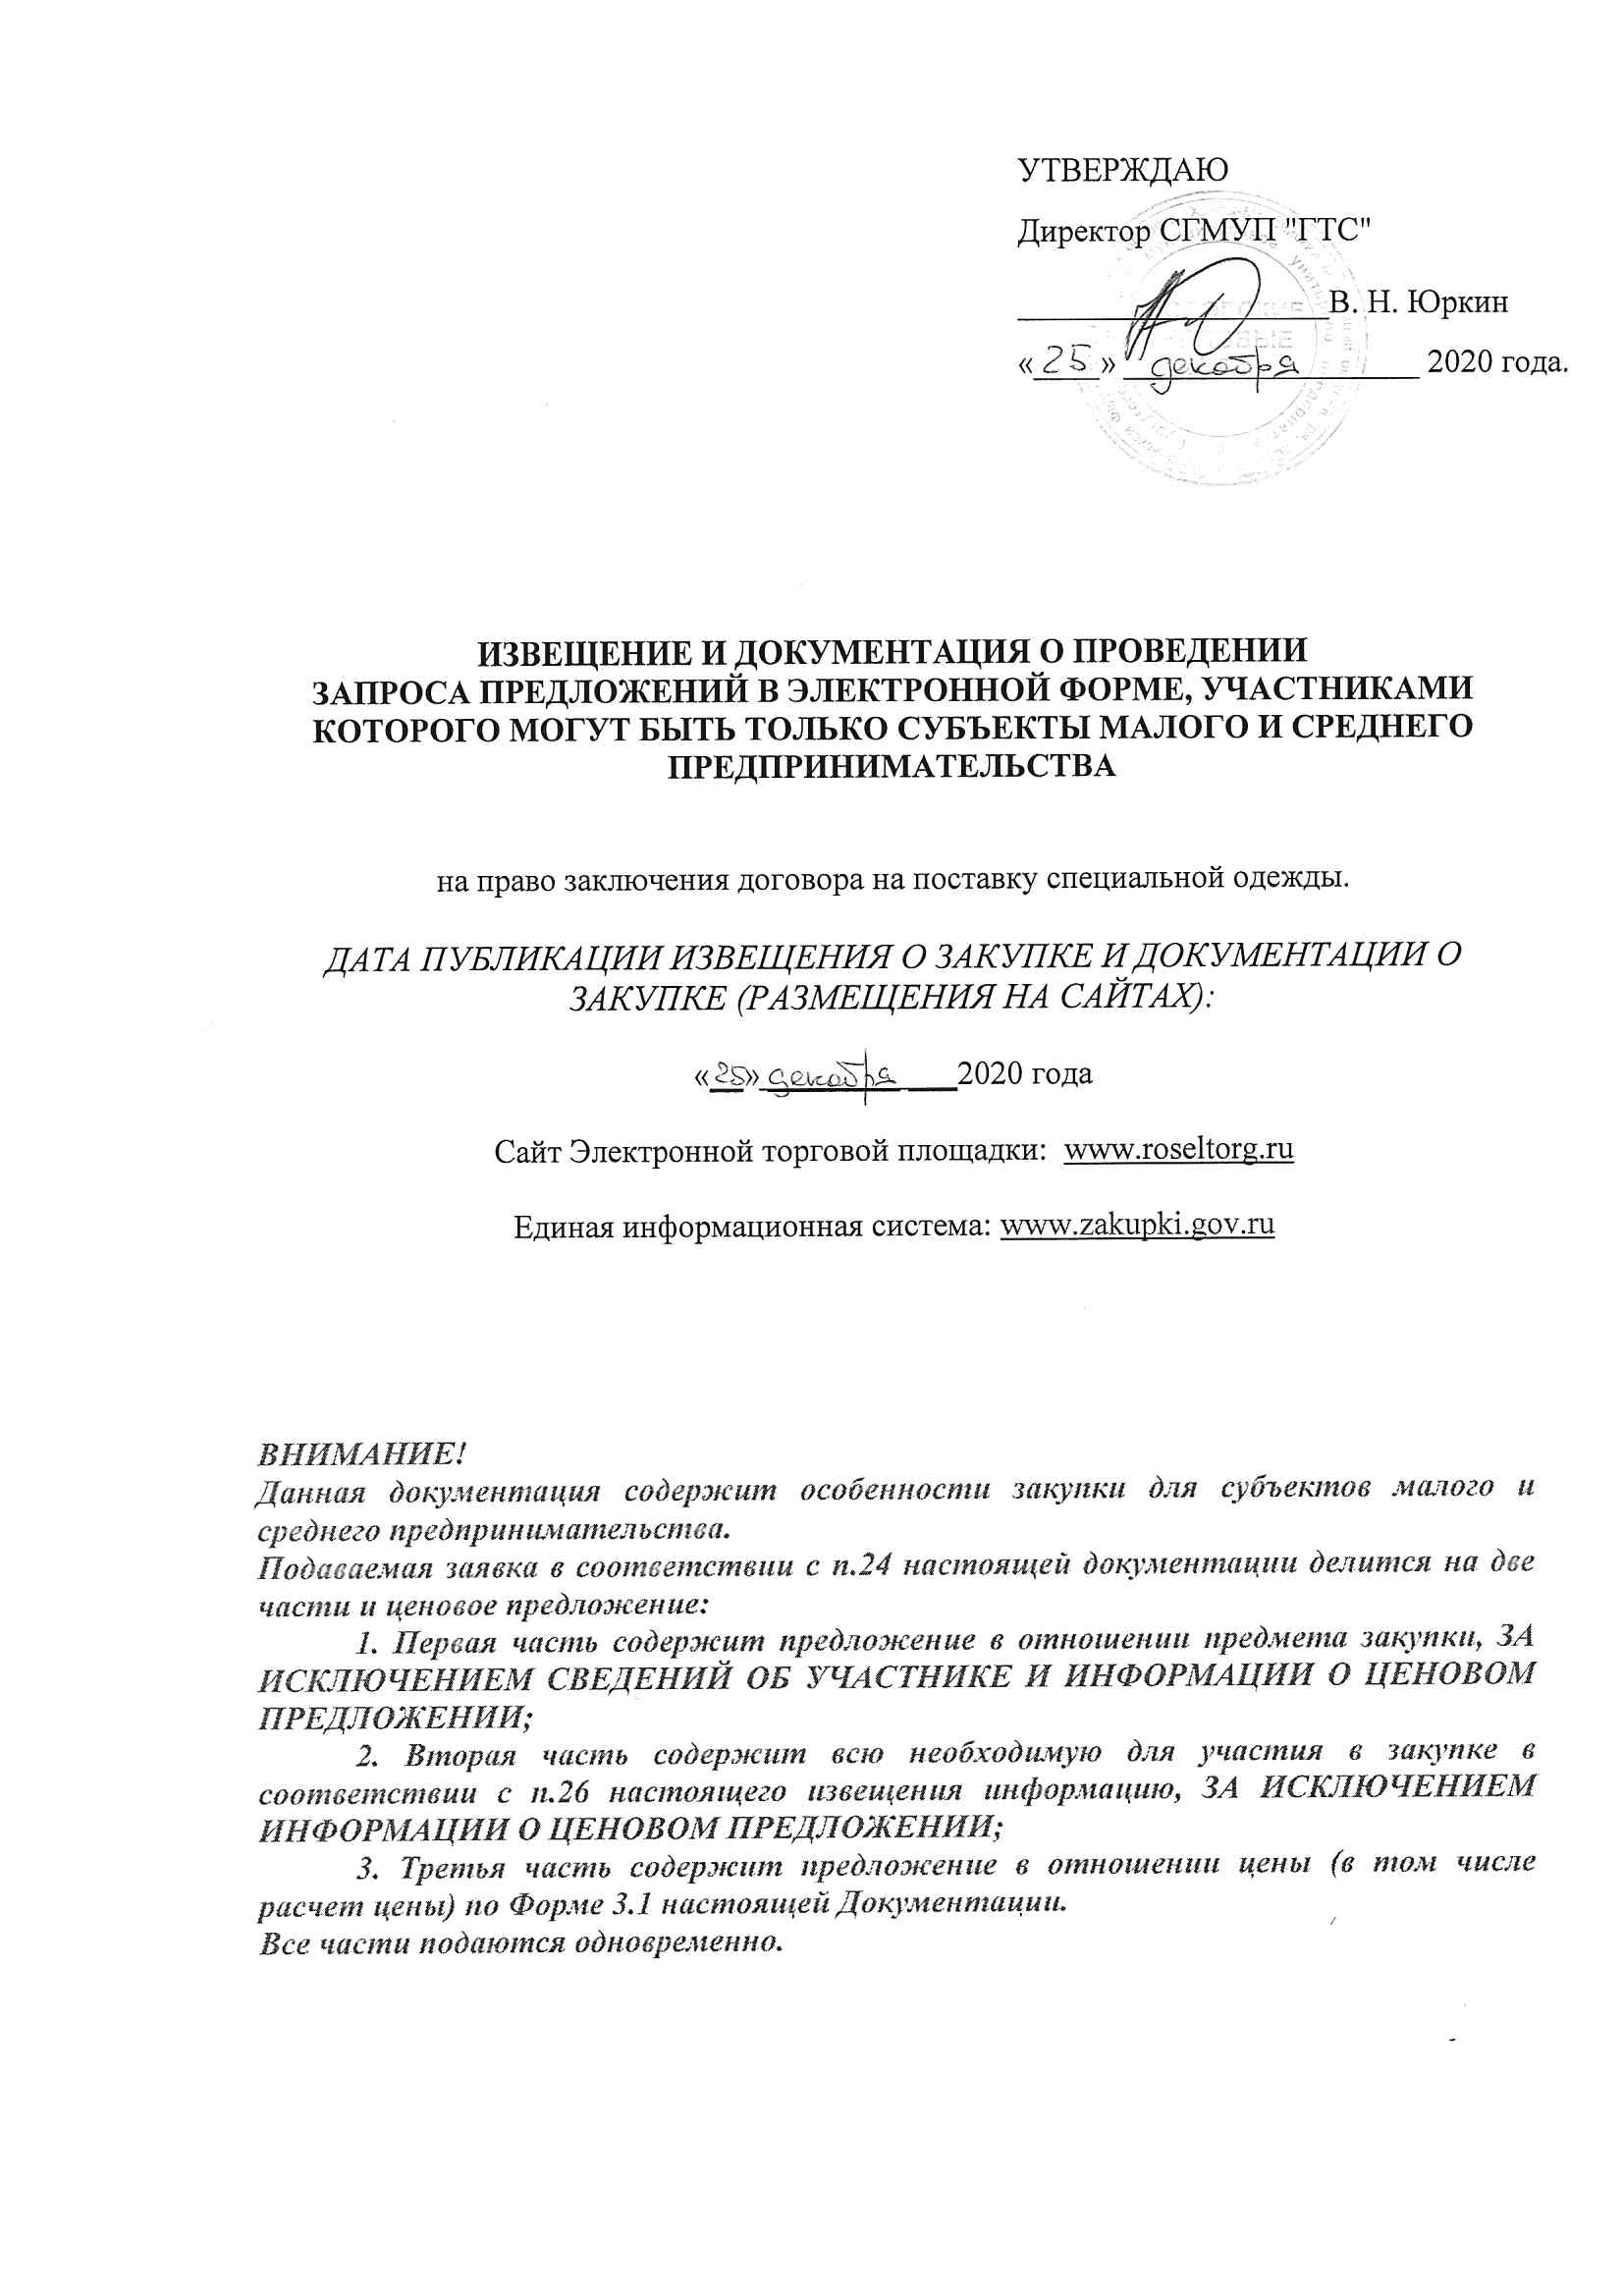 УТВЕРЖДАЮ
Директор СГМУП "ГТС"
В. Н. Юркин
«25» декабря 2020 года.
ИЗВЕЩЕНИЕ И ДОКУМЕНТАЦИЯ О ПРОВЕДЕНИИ
ЗАПРОСА ПРЕДЛОЖЕНИЙ В ЭЛЕКТРОННОЙ ФОРМЕ, УЧАСТНИКАМИ
КОТОРОГО МОГУТ БЫТЬ ТОЛЬКО СУБЪЕКТЫ МАЛОГО И СРЕДНЕГО
ПРЕДПРИНИМАТЕЛЬСТВА
на право заключения договора на поставку специальной одежды.
ДАТА ПУБЛИКАЦИИ ИЗВЕЩЕНИЯ О ЗАКУПКЕ И ДОКУМЕНТАЦИИ О
ЗАКУПКЕ (РАЗМЕЩЕНИЯ НА САЙТАХ):
«25» декабря 2020 года
Сайт Электронной торговой площадки: www.roseltorg.ru
Единая информационная система: www.zakupki.gov.ru
ВНИМАНИЕ!
Данная документация содержит особенности закупки для субъектов малого и
среднего предпринимательства.
Подаваемая заявка в соответствии с п.24 настоящей документации делится на две
части и ценовое предложение:
1. Первая часть содержит предложение в отношении предмета закупки, ЗА
ИСКЛЮЧЕНИЕМ СВЕДЕНИЙ ОБ УЧАСТНИКЕ И ИНФОРМАЦИИ О ЦЕНОВОМ
ПРЕДЛОЖЕНИИ;
2. Вторая часть содержит всю необходимую для участия в закупке в
соответствии с п.26 настоящего извещения информацию, ЗА ИСКЛЮЧЕНИЕМ
ИНФОРМАЦИИ О ЦЕНОВОМ ПРЕДЛОЖЕНИИ;
3. Третья часть содержит предложение в отношении цены (в том числе
расчет цены) по Форме 3.1 настоящей Документации.
Все части подаются одновременно.